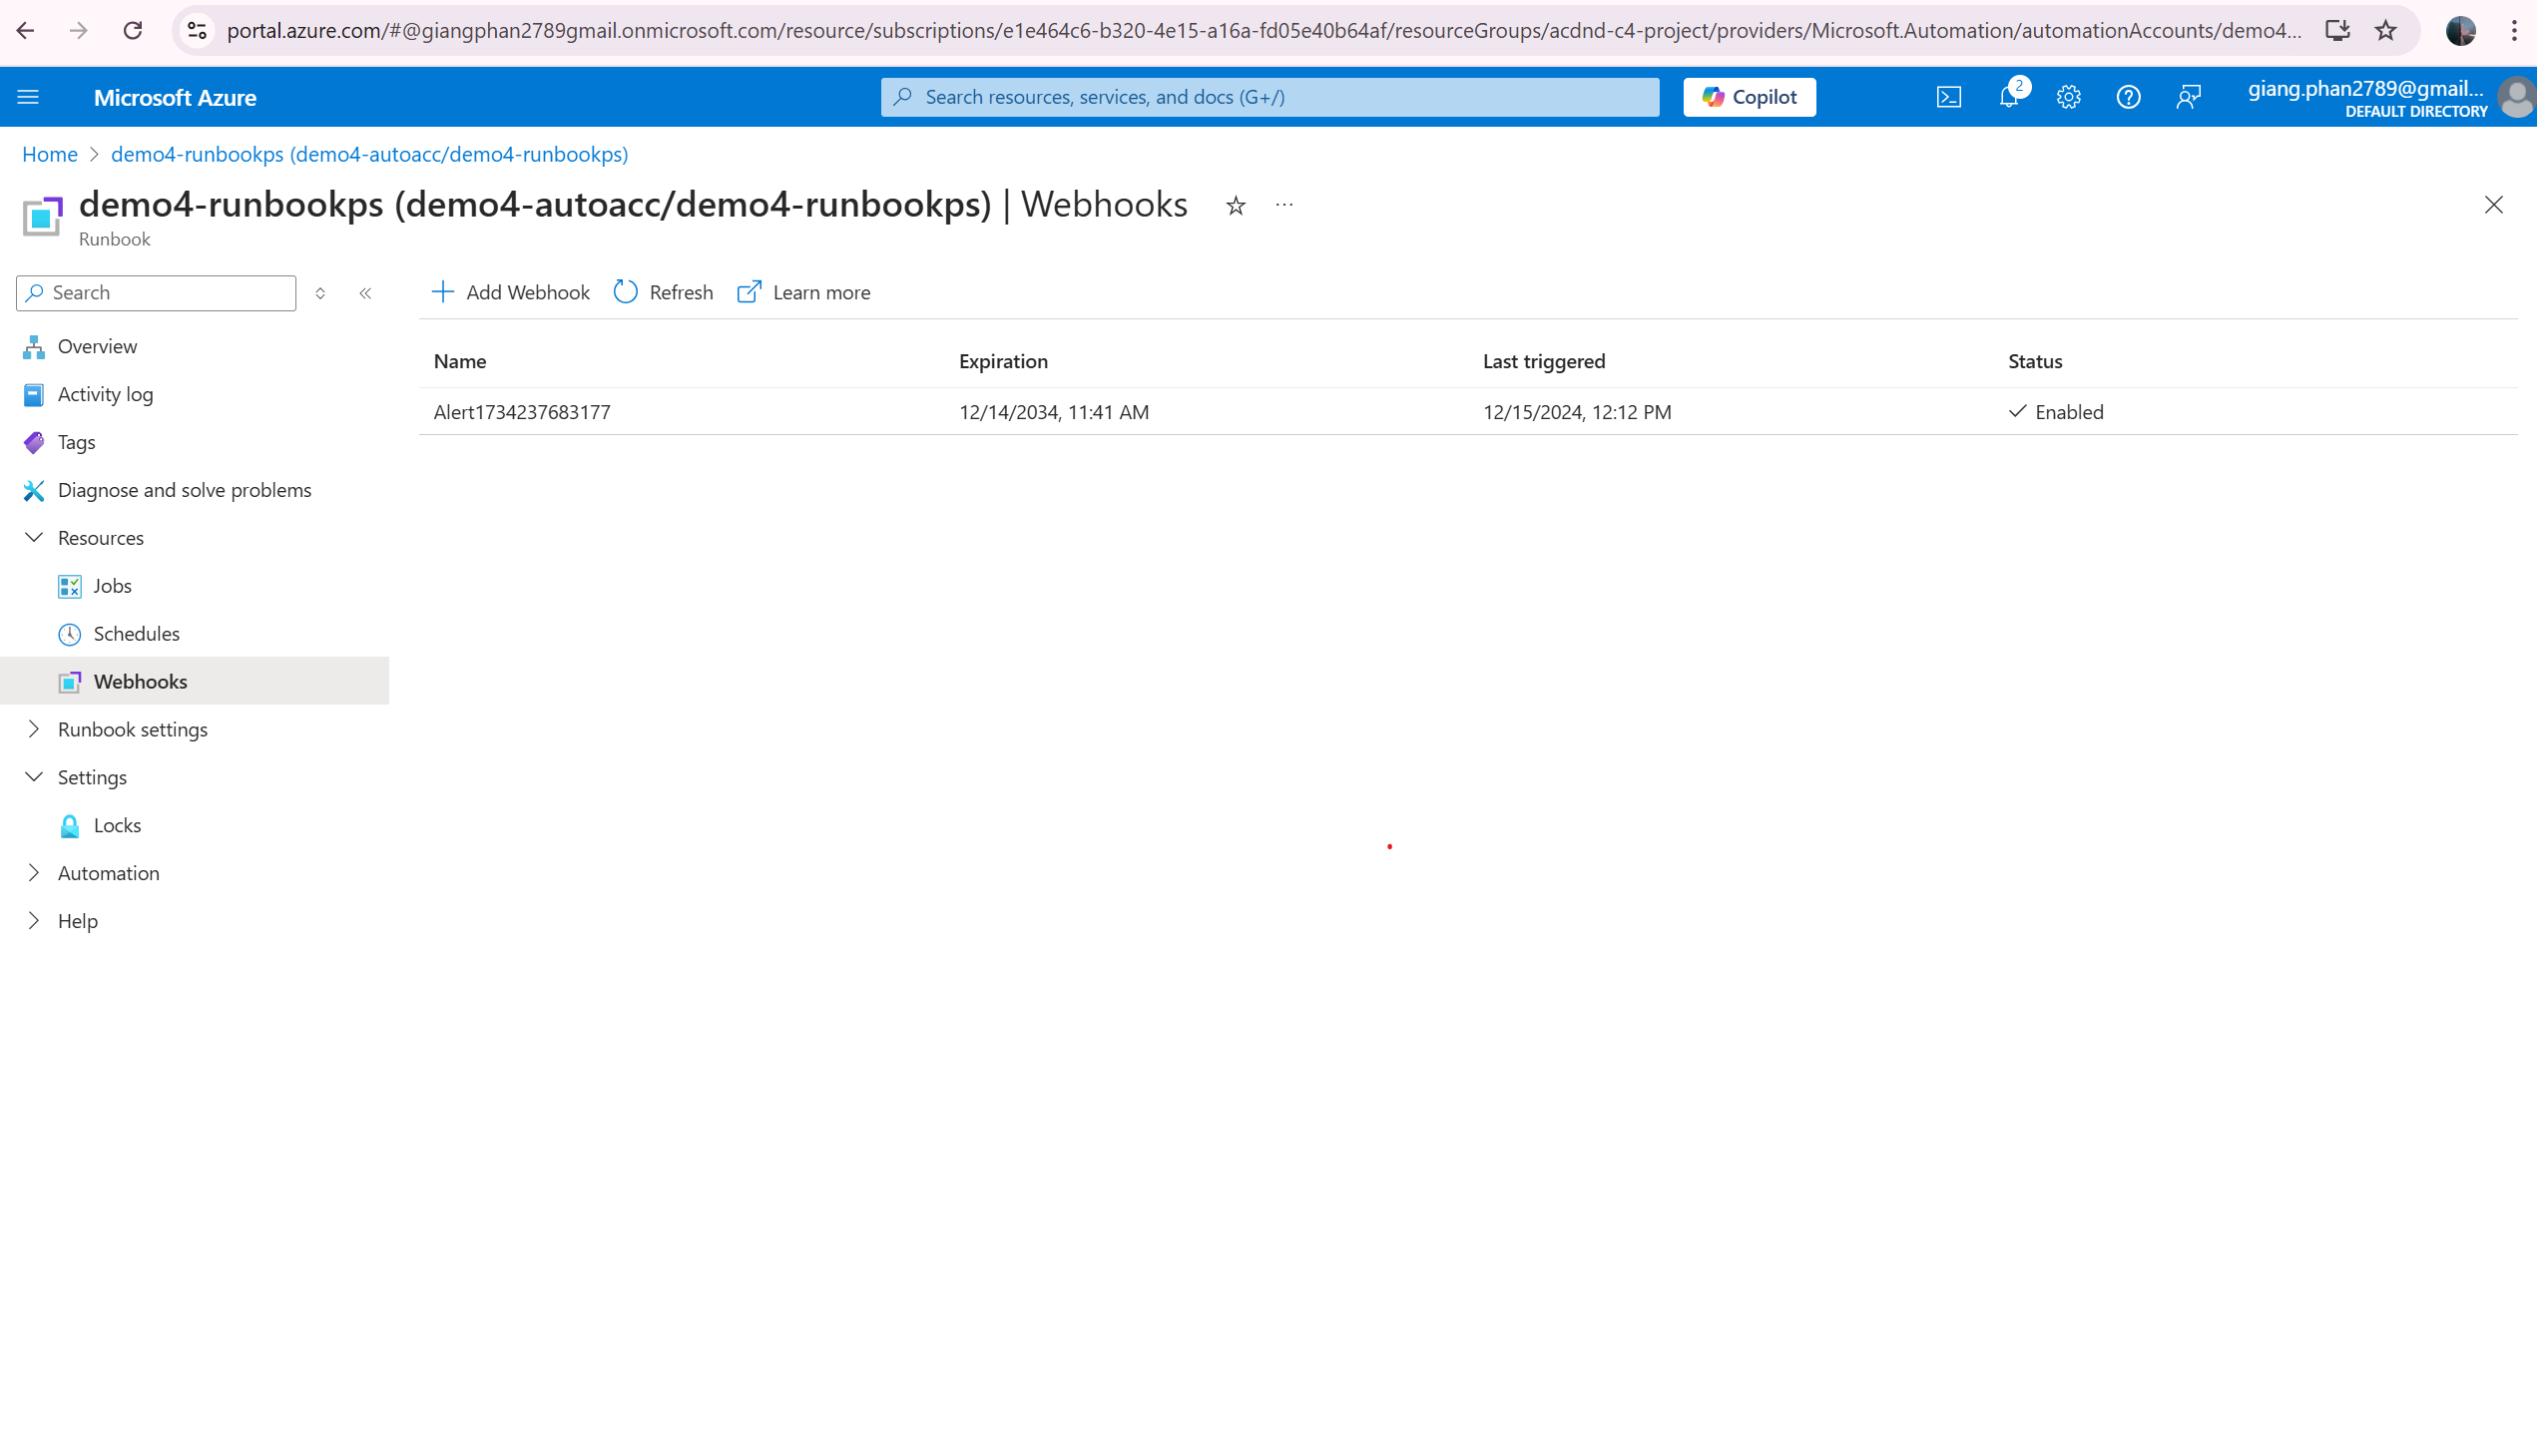 portal.azure.com/#@giangphan2789gmail.onmicrosoft.com/resource/subscriptions/e1e464c6-b320-4e15-a16a-fd05e40b64af/resourceGroups/acdnd-c4-project/providers/Microsoft.Automation/automationAccounts/demo4...
Microsoft Azure
Search resources, services, and docs (G+/)
Copilot
2
giang.phan2789@gmail...
DEFAULT DIRECTORY
Home > demo4-runbookps (demo4-autoacc/demo4-runbookps)
demo4-runbookps (demo4-autoacc/demo4-runbookps) | Webhooks
Runbook
Search
Add Webhook Refresh Learn more
Overview
Activity log
Tags
Diagnose and solve problems
Resources
Jobs
Schedules
Webhooks
Runbook settings
Settings
Locks
Automation
Help
Name Expiration Last triggered Status
Alert1734237683177 12/14/2034, 11:41 AM 12/15/2024, 12:12 PM Enabled